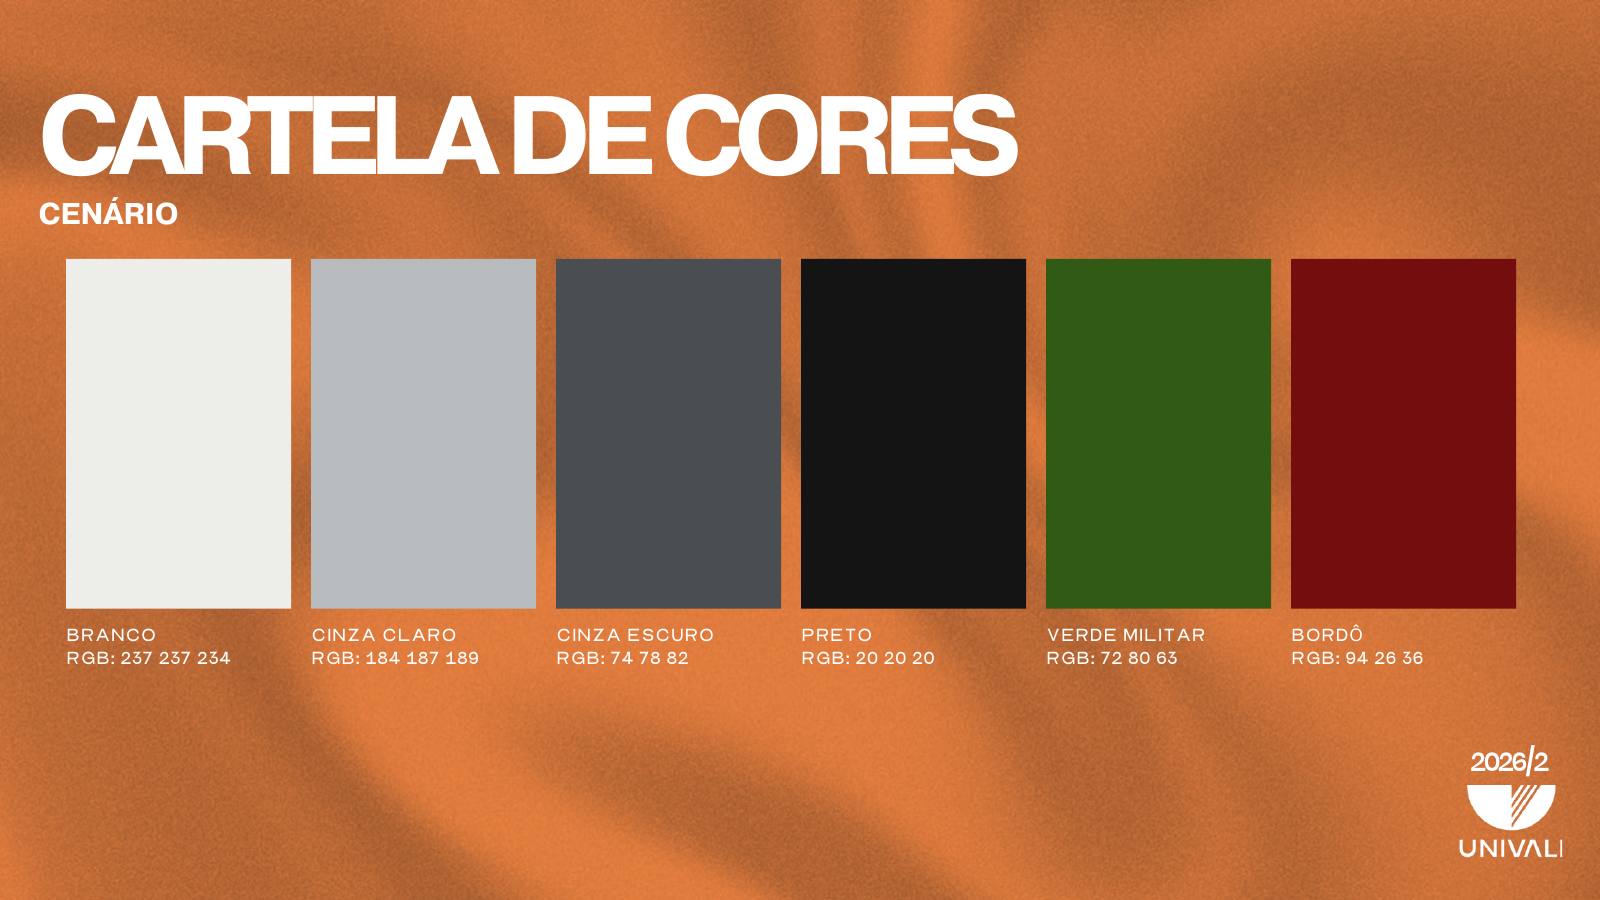 CARTELA DE CORES
CENÁRIO
BRANCO
RGB: 237 237 234
CINZA CLARO
RGB: 184 187 189
CINZA ESCURO
RGB: 74 78 82
PRETO
RGB: 20 20 20
VERDE MILITAR
RGB: 72 80 63
BORDÔ
RGB: 94 26 36
2026/2
UNIVALI